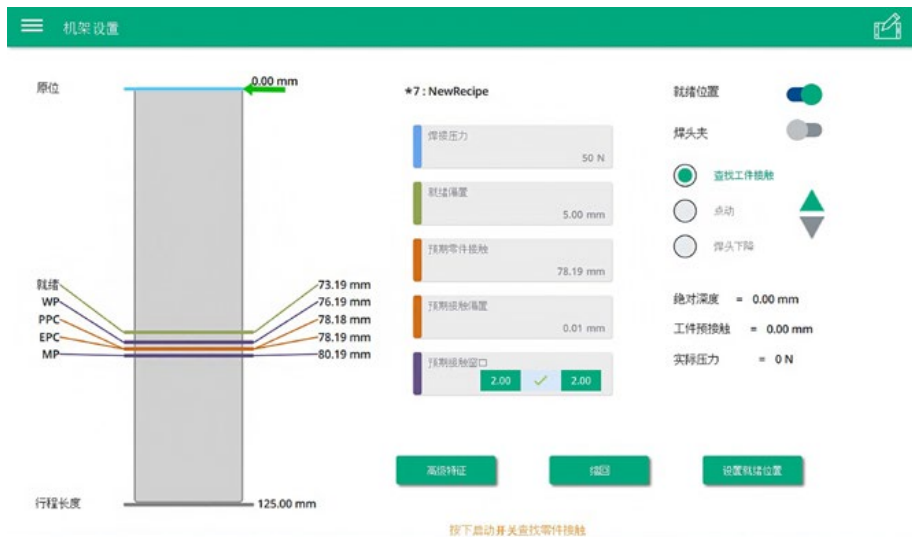 机架设置
原位
0.00 mm
就绪
WP
PPC
EPC
MP
73.19 mm
76.19 mm
78.18 mm
78.19 mm
80.19 mm
行程长度
125.00 mm
★7 : NewRecipe
焊接压力
50 N
就绪偏置
5.00 mm
预期零件接触
78.19 mm
预期接触偏置
0.01 mm
预期接触窗口
2.00 2.00
就绪位置
焊头夹
查找工件接触
点动
焊头下降
绝对深度 = 0.00 mm
工件预接触 = 0.00 mm
实际压力 = 0 N
高级特征
缩回
设置就绪位置
按下启动开关查找零件接触